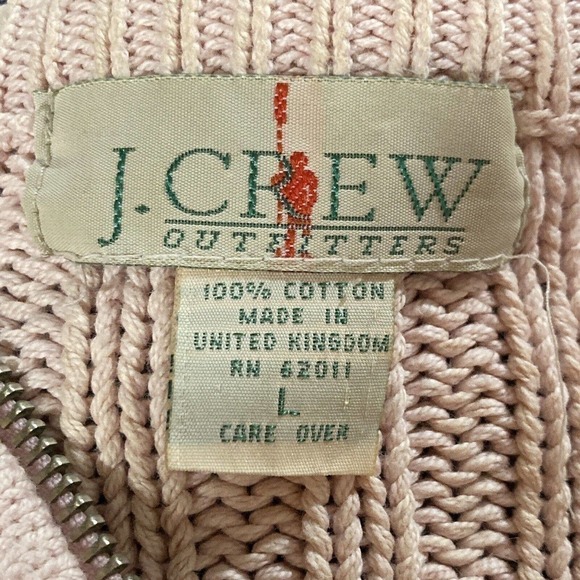 J.CREW
OUTFITTERS
100% COTTON
MADE IN
UNITED KINGDOM
RN 62011
L
CARE OVER